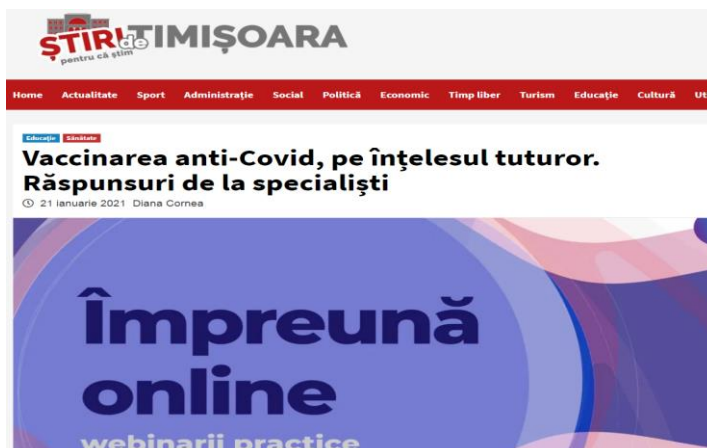 ȘTIRI de TIMIȘOARA
pentru că știm
Home Actualitate Sport Administrație Social Politică Economic Timp liber Turism Educație Cultură Ut
Educație Sănătate
Vaccinarea anti-Covid, pe înțelesul tuturor.
Răspunsuri de la specialiști
21 ianuarie 2021 Diana Cornea
Împreună
online
webinarii practice